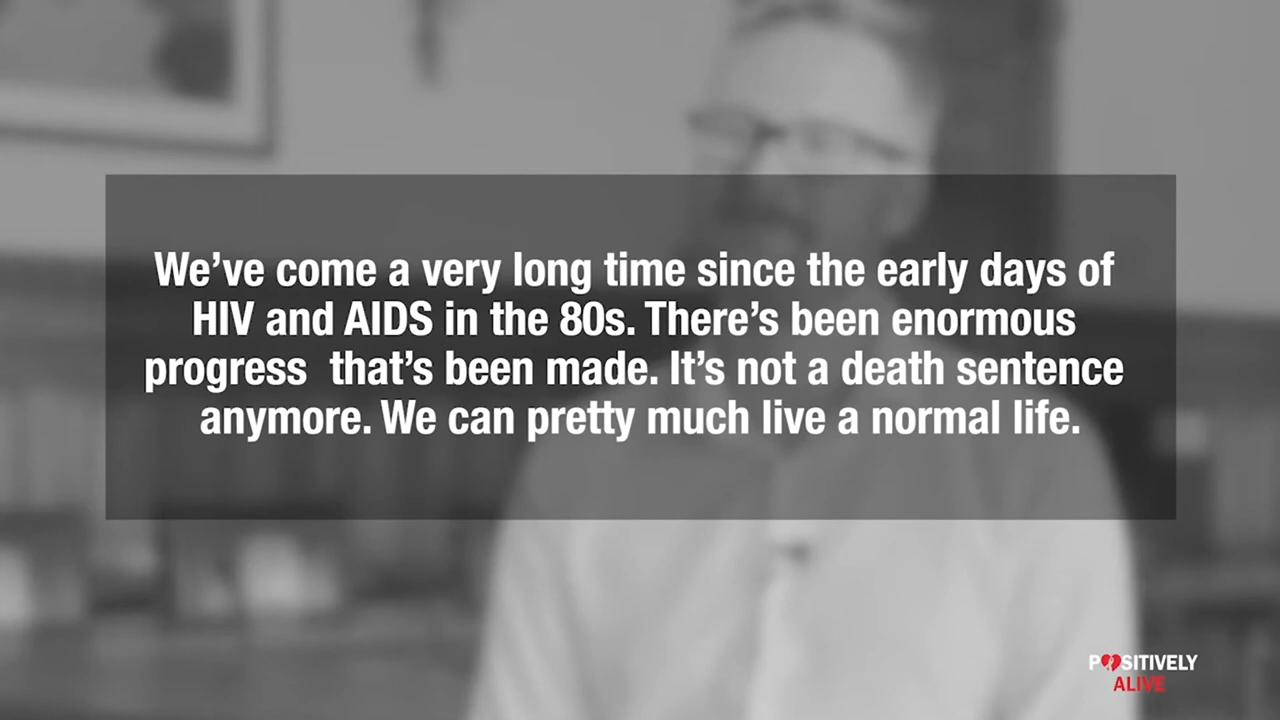 We’ve come a very long time since the early days of
HIV and AIDS in the 80s. There’s been enormous
progress  that’s been made. It’s not a death sentence
anymore. We can pretty much live a normal life.
POSITIVELY
ALIVE